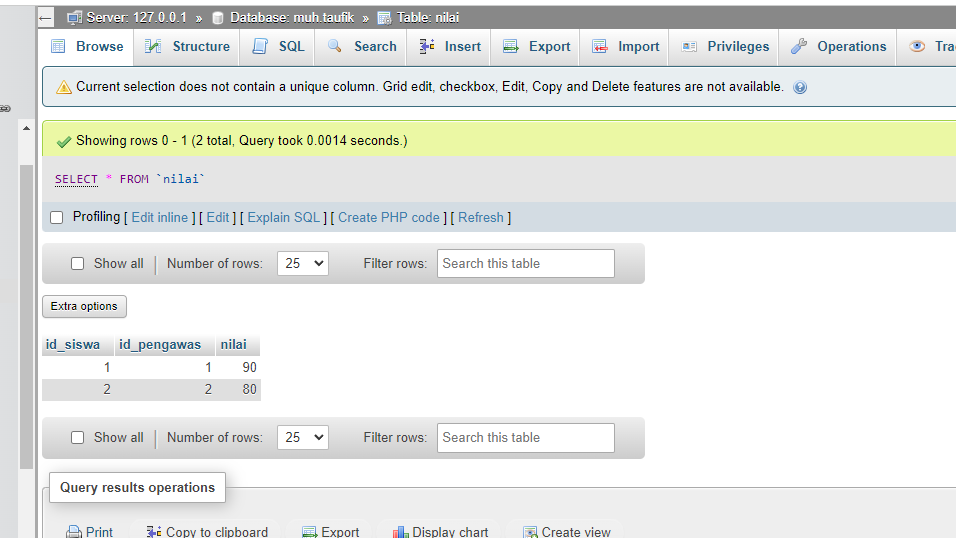 Server: 127.0.0.1 » Database: muh.taufik » Table: nilai
Browse Structure SQL Search Insert Export Import Privileges Operations
Current selection does not contain a unique column. Grid edit, checkbox, Edit, Copy and Delete features are not available.
Showing rows 0 - 1 (2 total, Query took 0.0014 seconds.)
SELECT * FROM `nilai`
Profiling [ Edit inline ] [ Edit ] [ Explain SQL ] [ Create PHP code ] [ Refresh ]
Show all | Number of rows: 25 Filter rows: Search this table
Extra options
id_siswa id_pengawas nilai
1 1 90
2 2 80
Show all | Number of rows: 25 Filter rows: Search this table
Query results operations
Print Copy to clipboard Export Display chart Create view